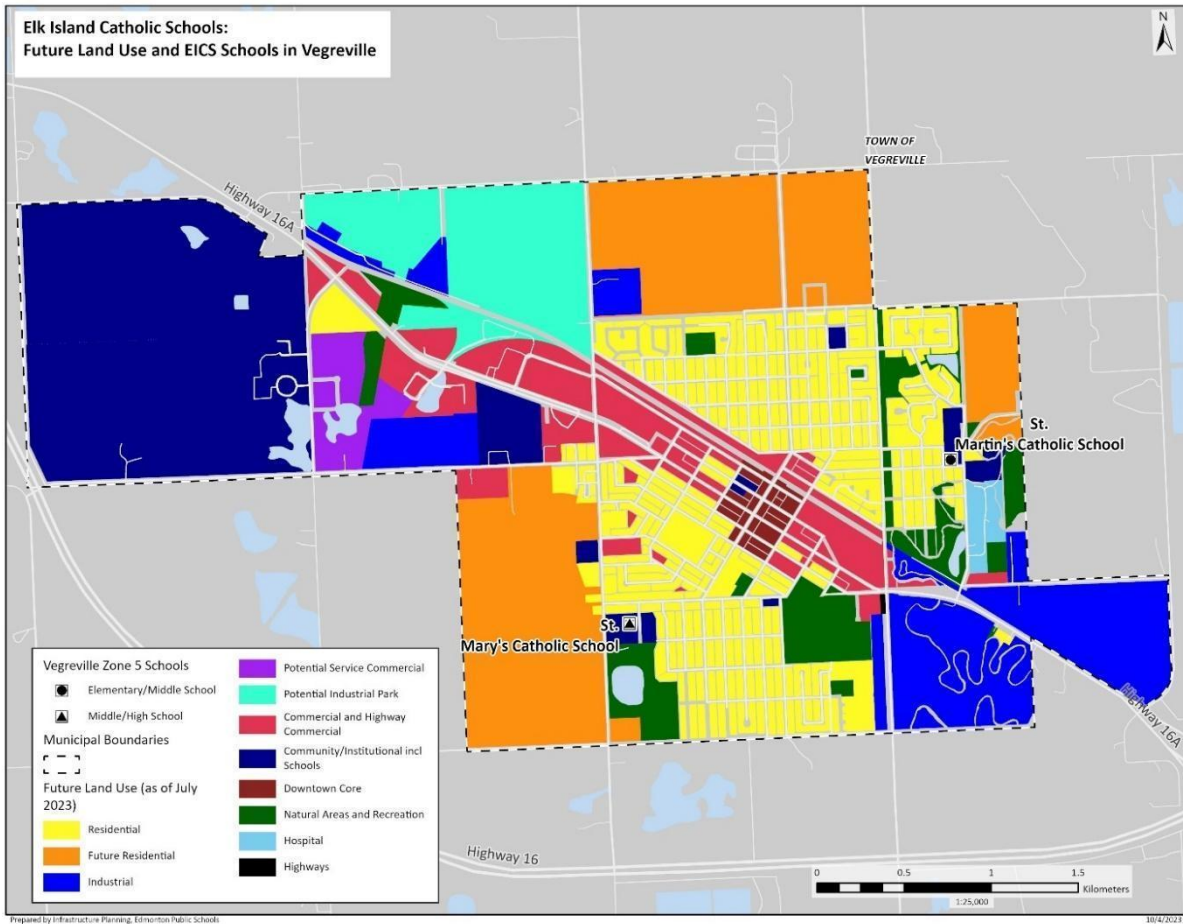 Elk Island Catholic Schools:
Future Land Use and EICS Schools in Vegreville
N
TOWN OF
VEGREVILLE
Highway 16A
St.
Martin's Catholic School
St.
Mary's Catholic School
Highway 16A
Highway 16
Vegreville Zone 5 Schools
Elementary/Middle School
Middle/High School
Municipal Boundaries
Future Land Use (as of July
2023)
Residential
Future Residential
Industrial
Potential Service Commercial
Potential Industrial Park
Commercial and Highway
Commercial
Community/Institutional incl
Schools
Downtown Core
Natural Areas and Recreation
Hospital
Highways
0 0.5 1 1.5
Kilometers
1:25,000
Prepared by Infrastructure Planning, Edmonton Public Schools
10/4/2023